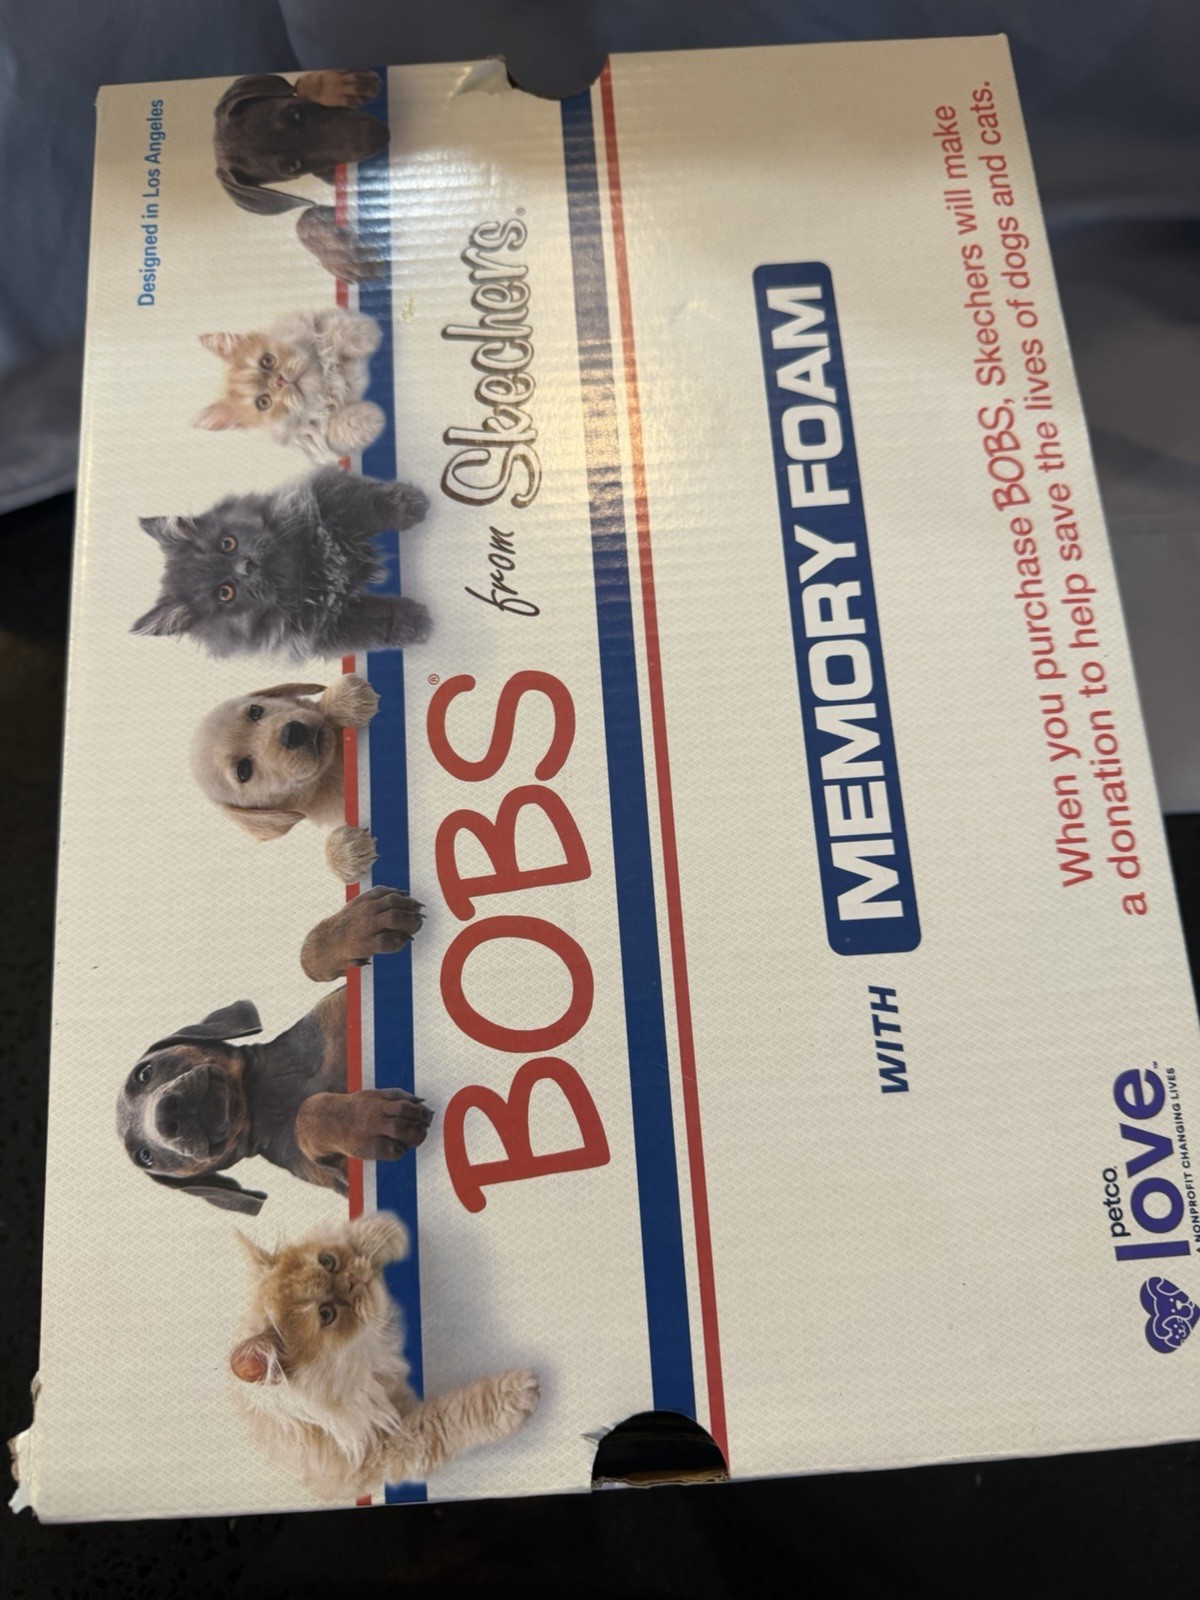 Designed in Los Angeles
BOBS® from Skechers®
WITH MEMORY FOAM
When you purchase BOBS, Skechers will make
a donation to help save the lives of dogs and cats.
petco
love™
A NONPROFIT CHANGING LIVES